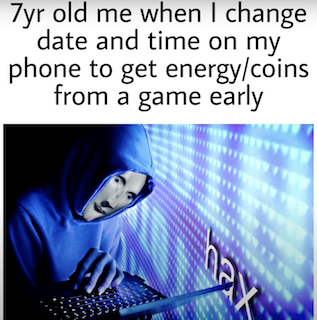 7yr old me when I change
date and time on my
phone to get energy/coins
from a game early
hax